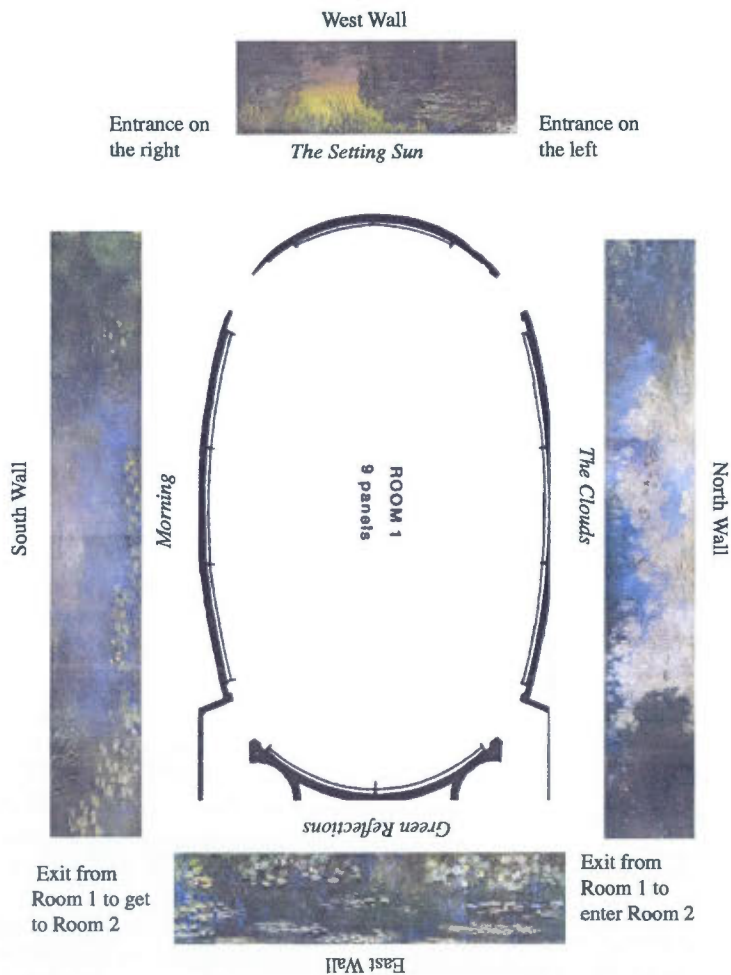 West Wall
Entrance on
the right
The Setting Sun
Entrance on
the left
South Wall
Morning
ROOM 1
9 panels
The Clouds
North Wall
Green Reflections
Exit from
Room 1 to get
to Room 2
Exit from
Room 1 to
enter Room 2
East Wall